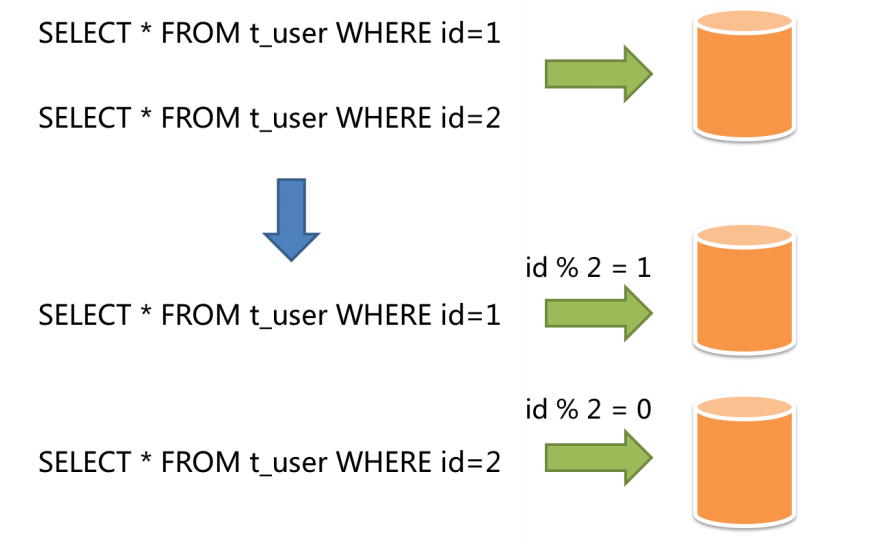 SELECT * FROM t_user WHERE id=1
SELECT * FROM t_user WHERE id=2
id % 2 = 1
SELECT * FROM t_user WHERE id=1
id % 2 = 0
SELECT * FROM t_user WHERE id=2